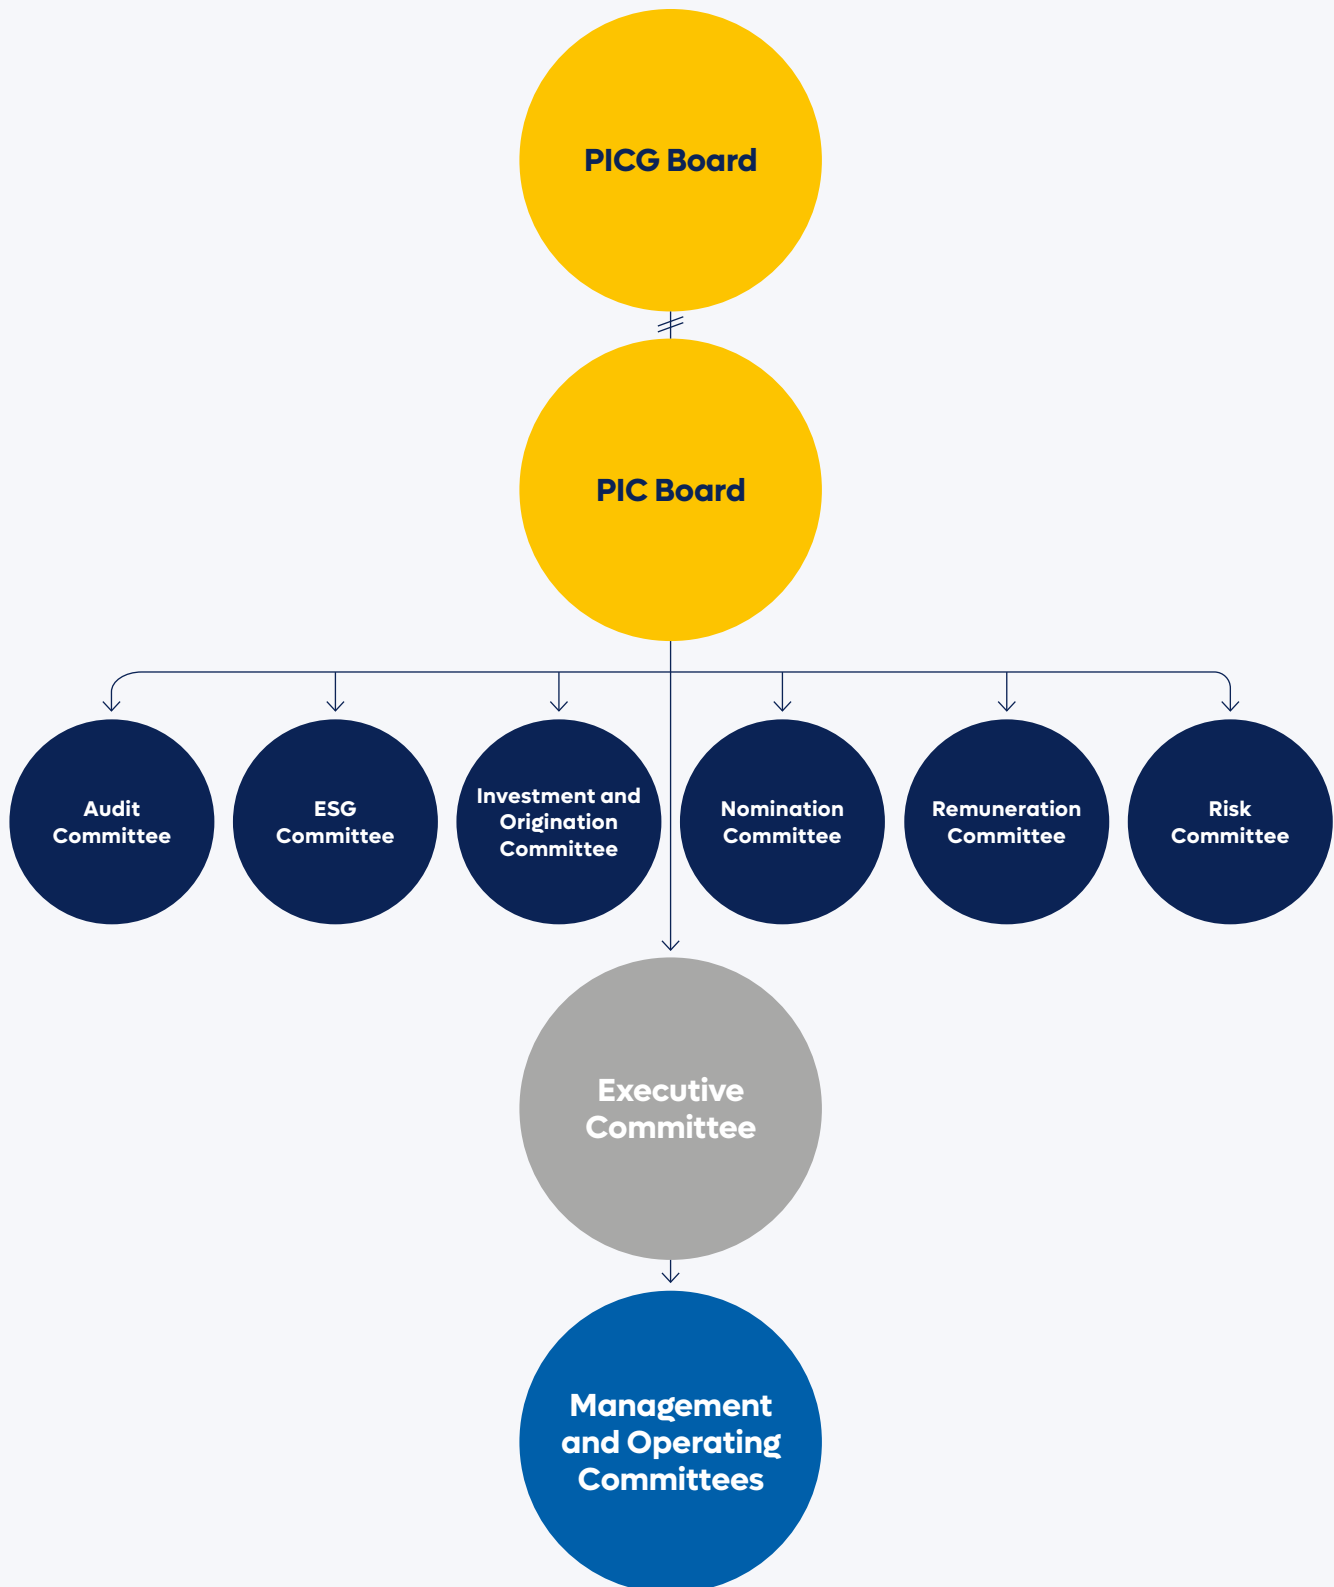 PICG Board
PIC Board
Audit
Committee
ESG
Committee
Investment and
Origination
Committee
Nomination
Committee
Remuneration
Committee
Risk
Committee
Executive
Committee
Management
and Operating
Committees